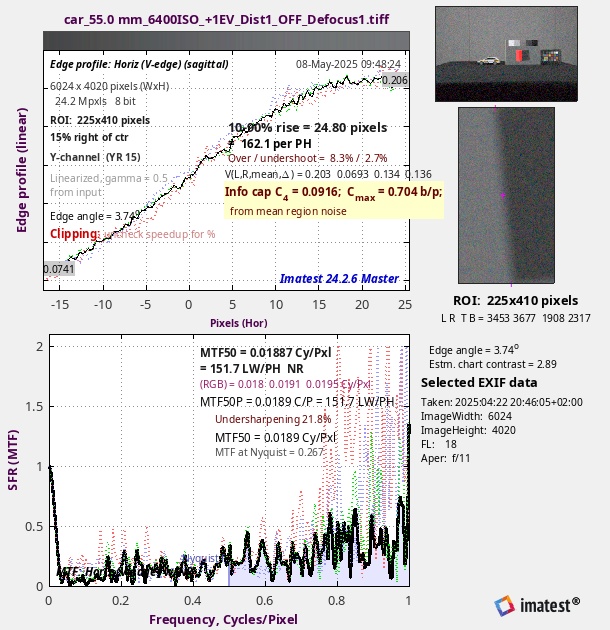 car_55.0 mm_6400ISO_+1EV_Dist1_OFF_Defocus1.tiff
Edge profile: Horiz (V-edge) (sagittal)
08-May-2025 09:48:24
0.206
6024 x 4020 pixels (WxH)
24.2 Mpxls 8 bit
ROI: 225x410 pixels
15% right of ctr
10-90% rise = 24.80 pixels
= 162.1 per PH
Y-channel (YR 15)
Over / undershoot = 8.3% / 2.7%
V(L,R,mean,Δ) = 0.203 0.0693 0.134 0.136
Linearized, gamma = 0.5
from input
Info cap C4 = 0.0916; Cmax = 0.704 b/p;
from mean region noise
Edge angle = 3.74º
Clipping: uncheck speedup for %
0.0741
Imatest 24.2.6 Master
Edge profile (linear)
-15 -10 -5 0 5 10 15 20 25
Pixels (Hor)
ROI: 225x410 pixels
L R T B = 3453 3677 1908 2317
Edge angle = 3.74º
Estm. chart contrast = 2.89
Selected EXIF data
Taken: 2025:04:22 20:46:05+02:00
ImageWidth: 6024
ImageHeight: 4020
FL: 18
Aper: f/11
MTF50 = 0.01887 Cy/Pxl
= 151.7 LW/PH NR
(RGB) = 0.018 0.0191 0.0195 Cy/Pxl
MTF50P = 0.0189 C/P = 151.7 LW/PH
Undersharpening 21.8%
MTF50 = 0.0189 Cy/Pxl
MTF at Nyquist = 0.267
2
1.5
1
0.5
0
SFR (MTF)
Nyquist
0 0.2 0.4 0.6 0.8 1
Frequency, Cycles/Pixel
imatest®